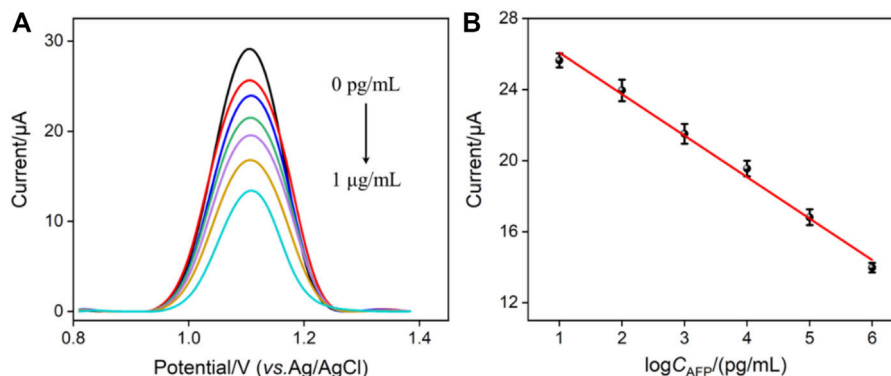 A
30
20
10
0
0.8
1.0
1.2
1.4
Current/μA
Potential/V (vs.Ag/AgCl)
0 pg/mL
1 μg/mL
B
28
24
20
16
12
1
2
3
4
5
6
Current/μA
logC_AFP/(pg/mL)